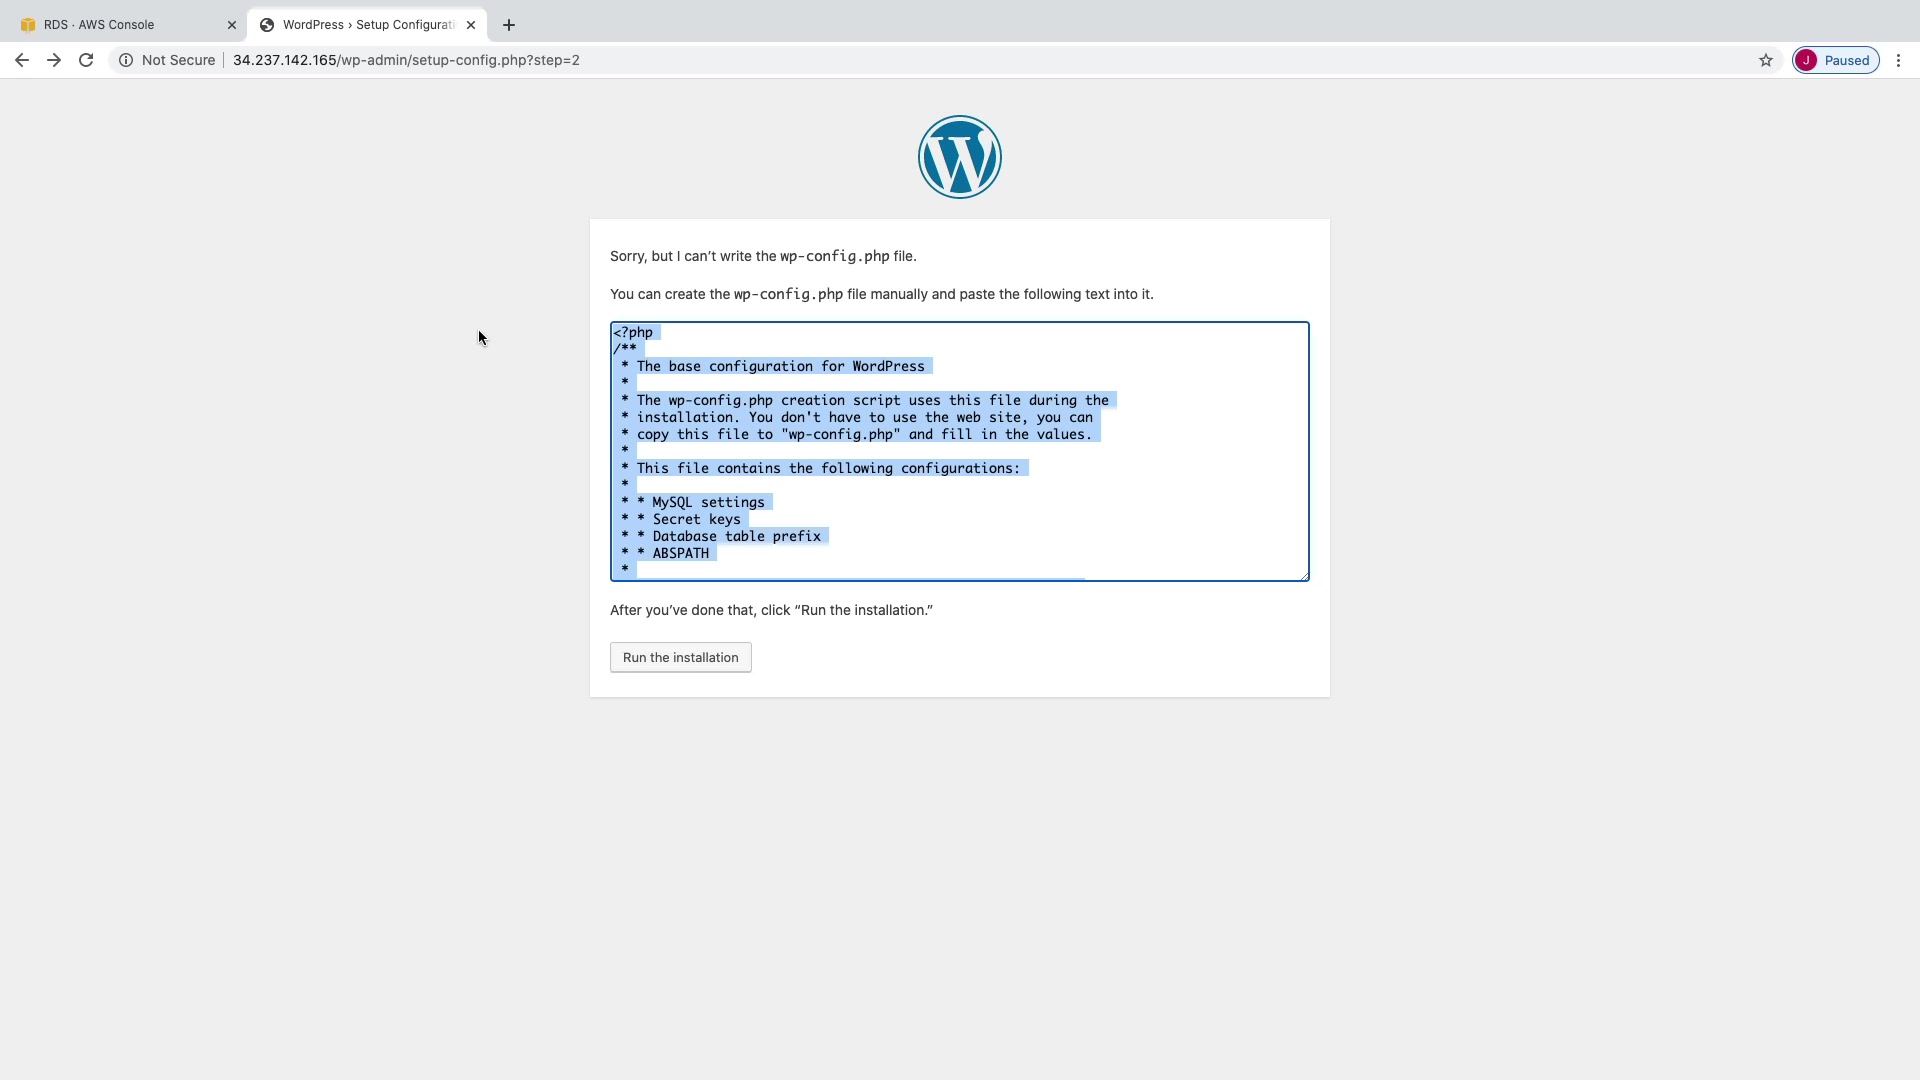 RDS · AWS Console
WordPress › Setup Configurati
Not Secure
34.237.142.165/wp-admin/setup-config.php?step=2
J
Paused
W
Sorry, but I can’t write the wp-config.php file.
You can create the wp-config.php file manually and paste the following text into it.
<?php
/**
 * The base configuration for WordPress
 *
 * The wp-config.php creation script uses this file during the
 * installation. You don't have to use the web site, you can
 * copy this file to "wp-config.php" and fill in the values.
 *
 * This file contains the following configurations:
 *
 * * MySQL settings
 * * Secret keys
 * * Database table prefix
 * * ABSPATH
 *
After you’ve done that, click “Run the installation.”
Run the installation